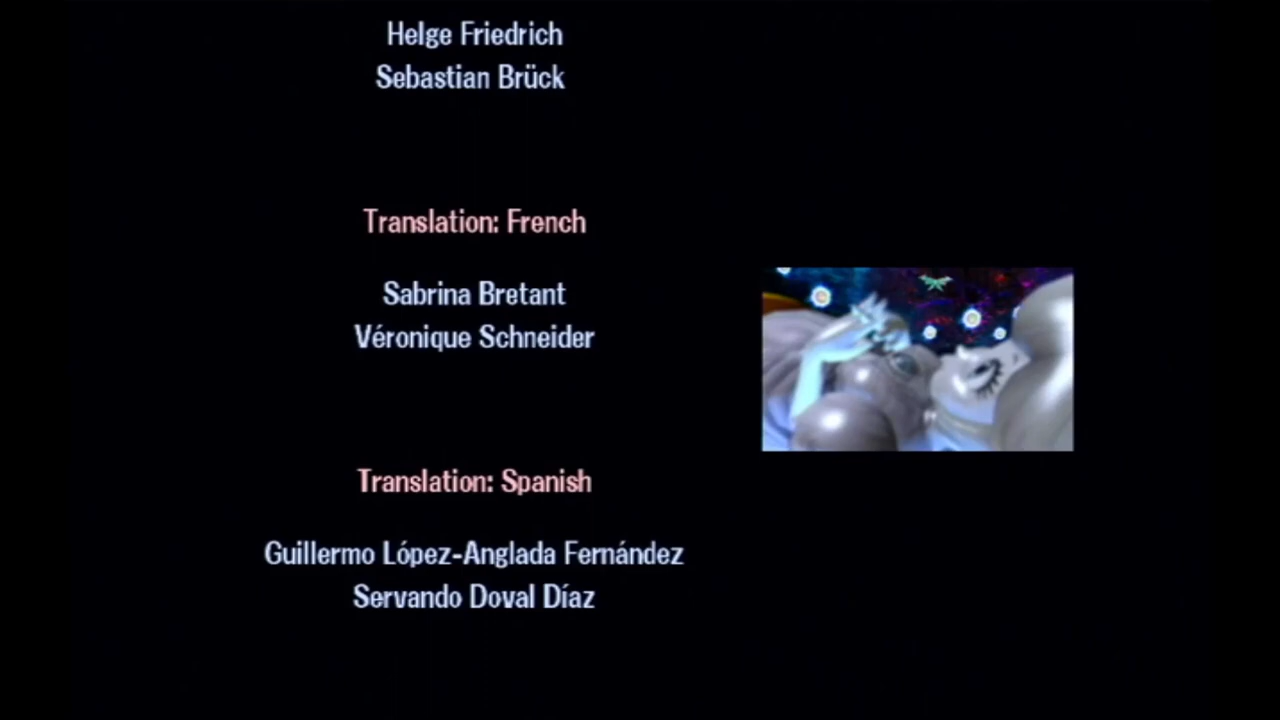 Helge Friedrich
Sebastian Brück
Translation: French
Sabrina Bretant
Véronique Schneider
Translation: Spanish
Guillermo López-Anglada Fernández
Servando Doval Díaz